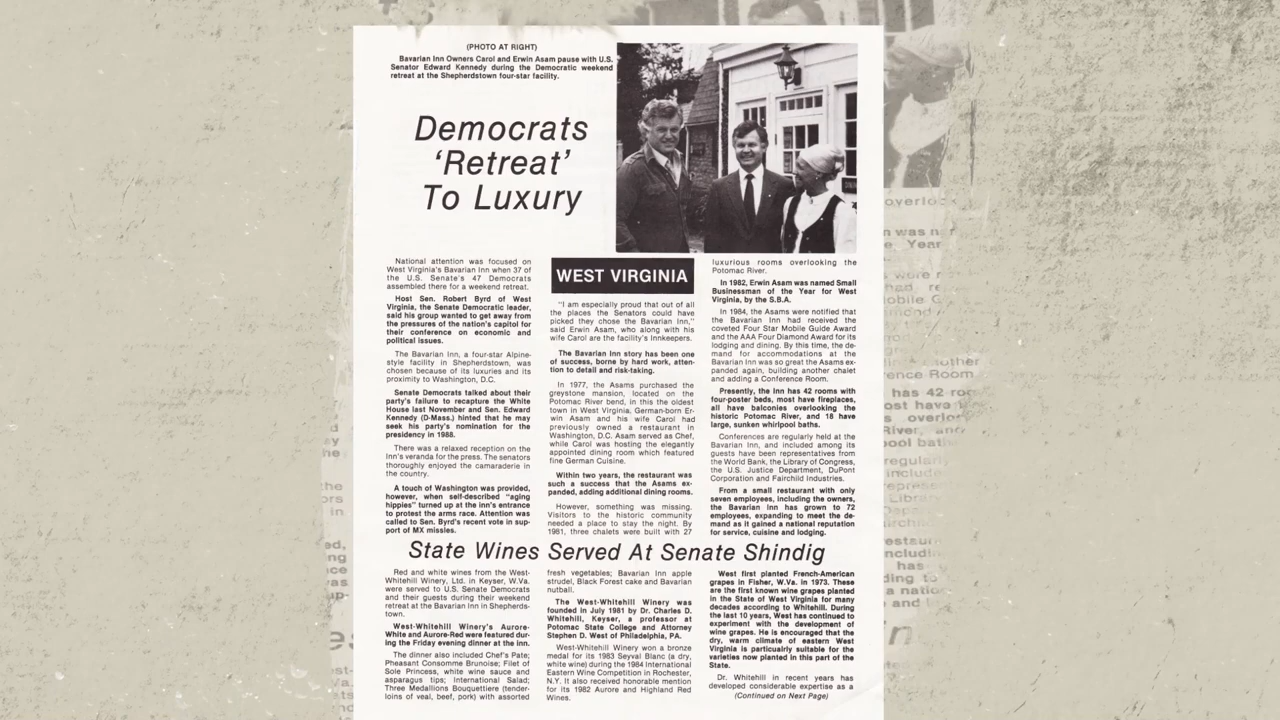 (PHOTO AT RIGHT)
Bavarian Inn Owners Carol and Erwin Asam pause with U.S.
Senator Edward Kennedy during the Democratic weekend
retreat at the Shepherdstown four-star facility.
Democrats
‘Retreat’
To Luxury
National attention was focused on
West Virginia's Bavarian Inn when 37 of
the U.S. Senate's 47 Democrats
assembled there for a weekend retreat.
Host Sen. Robert Byrd of West
Virginia, the Senate Democratic leader,
said his group wanted to get away from
the pressures of the nation's capitol for
their conference on economic and
political issues.
The Bavarian Inn, a four-star Alpine-
style facility in Shepherdstown, was
chosen because of its luxuries and its
proximity to Washington, D.C.
Senate Democrats talked about their
party's failure to recapture the White
House last November and Sen. Edward
Kennedy (D-Mass.) hinted that he may
seek his party's nomination for the
presidency in 1988.
There was a relaxed reception on the
Inn's veranda for the press. The senators
thoroughly enjoyed the camaraderie in
the country.
A touch of Washington was provided,
however, when self-described "aging
hippies" turned up at the inn's entrance
to protest the arms race. Attention was
called to Sen. Byrd's recent vote in sup-
port of MX missles.
WEST VIRGINIA
"I am especially proud that out of all
the places the Senators could have
picked they chose the Bavarian Inn,"
said Erwin Asam, who along with his
wife Carol are the facility's Innkeepers.
The Bavarian Inn story has been one
of success, borne by hard work, atten-
tion to detail and risk-taking.
In 1977, the Asams purchased the
greystone mansion, located on the
Potomac River bend, in this the oldest
town in West Virginia. German-born Er-
win Asam and his wife Carol had
previously owned a restaurant in
Washington, D.C. Asam served as Chef,
while Carol was hosting the elegantly
appointed dining room which featured
fine German Cuisine.
Within two years, the restaurant was
such a success that the Asams ex-
panded, adding additional dining rooms.
However, something was missing.
Visitors to the historic community
needed a place to stay the night. By
1981, three chalets were built with 27
luxurious rooms overlooking the
Potomac River.
In 1982, Erwin Asam was named Small
Businessman of the Year for West
Virginia, by the S.B.A.
In 1984, the Asams were notified that
the Bavarian Inn had received the
coveted Four Star Mobile Guide Award
and the AAA Four Diamond Award for its
lodging and dining. By this time, the de-
mand for accommodations at the
Bavarian Inn was so great the Asams ex-
panded again, building another chalet
and adding a Conference Room.
Presently, the Inn has 42 rooms with
four-poster beds, most have fireplaces,
all have balconies overlooking the
historic Potomac River, and 18 have
large, sunken whirlpool baths.
Conferences are regularly held at the
Bavarian Inn, and included among its
guests have been representatives from
the World Bank, the Library of Congress,
the U.S. Justice Department, DuPont
Corporation and Fairchild Industries.
From a small restaurant with only
seven employees, including the owners,
the Bavarian Inn has grown to 72
employees, expanding to meet the de-
mand as it gained a national reputation
for service, cuisine and lodging.
State Wines Served At Senate Shindig
Red and white wines from the West-
Whitehill Winery, Ltd. in Keyser, W.Va.
were served to U.S. Senate Democrats
and their guests during their weekend
retreat at the Bavarian Inn in Shepherds-
town.
West-Whitehill Winery's Aurore-
White and Aurore-Red were featured dur-
ing the Friday evening dinner at the inn.
The dinner also included Chef's Pate;
Pheasant Consomme Brunoise; Filet of
Sole Princess, white wine sauce and
asparagus tips; International Salad;
Three Medallions Bouquettiere (tender-
loins of veal, beef, pork) with assorted
fresh vegetables; Bavarian Inn apple
strudel, Black Forest cake and Bavarian
nutball.
The West-Whitehill Winery was
founded in July 1981 by Dr. Charles D.
Whitehill, Keyser, a professor at
Potomac State College and Attorney
Stephen D. West of Philadelphia, PA.
West-Whitehill Winery won a bronze
medal for its 1983 Seyval Blanc (a dry,
white wine) during the 1984 International
Eastern Wine Competition in Rochester,
N.Y. It also received honorable mention
for its 1982 Aurore and Highland Red
Wines.
West first planted French-American
grapes in Fisher, W.Va. in 1973. These
are the first known wine grapes planted
in the State of West Virginia for many
decades according to Whitehill. During
the last 10 years, West has continued to
experiment with the development of
wine grapes. He is encouraged that the
dry, warm climate of eastern West
Virginia is particuairly suitable for the
varieties now planted in this part of the
State.
Dr. Whitehill in recent years has
developed considerable expertise as a
(Continued on Next Page)